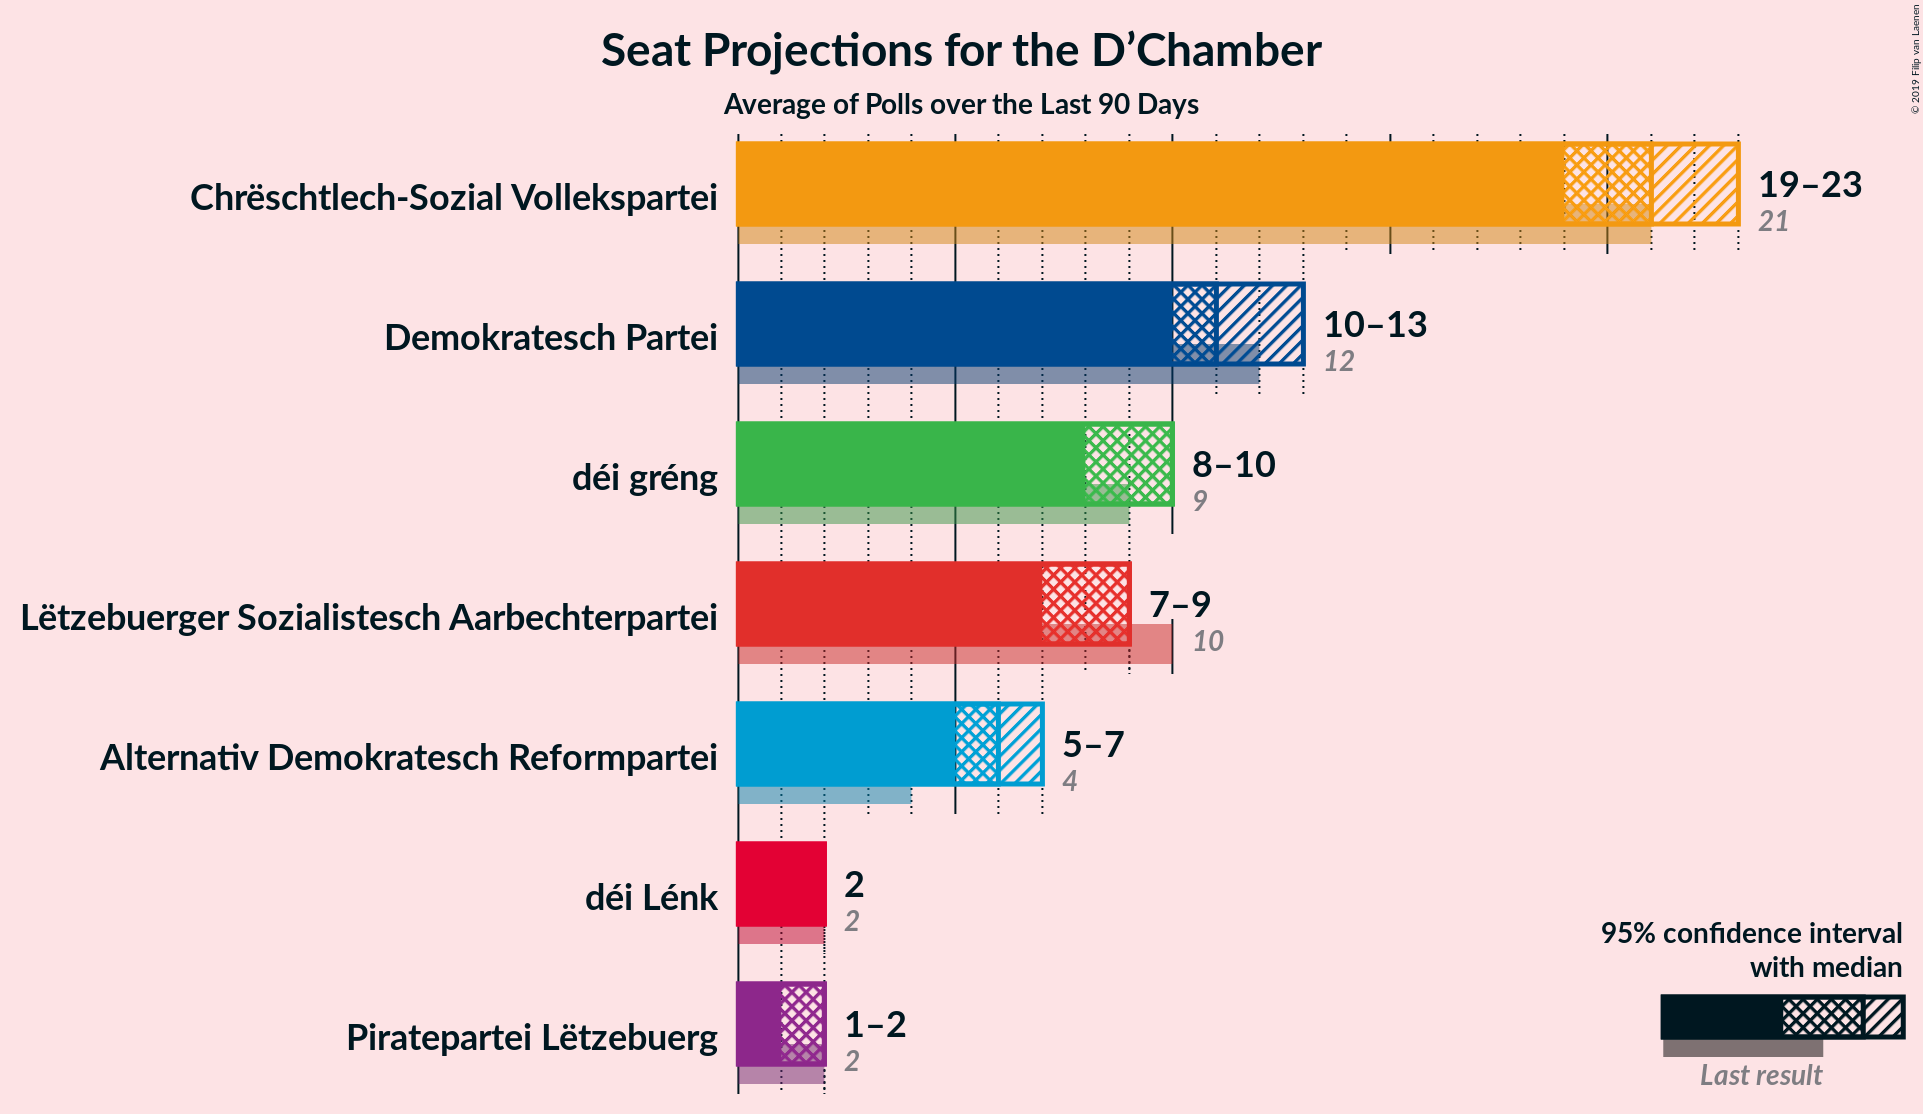 Seat Projections for the D’Chamber
Average of Polls over the Last 90 Days
© 2019 Filip van Laenen
Chrëschtlech-Sozial Vollekspartei
19–23
21
Demokratesch Partei
10–13
12
déi gréng
8–10
9
Lëtzebuerger Sozialistesch Aarbechterpartei
7–9
10
Alternativ Demokratesch Reformpartei
5–7
4
déi Lénk
2
2
Piratepartei Lëtzebuerg
1–2
2
95% confidence interval
with median
Last result